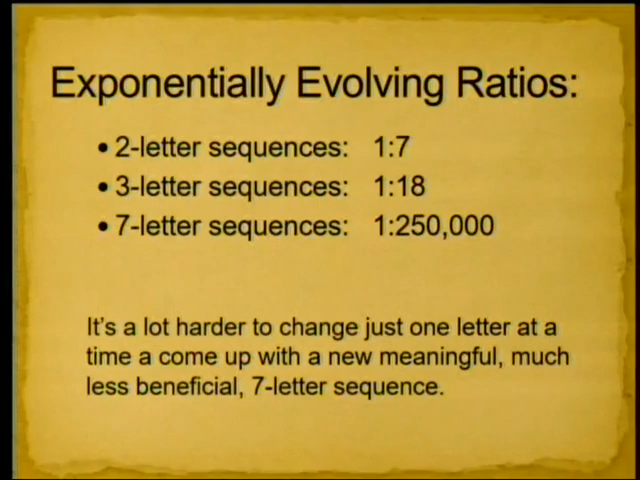 Exponentially Evolving Ratios:
• 2-letter sequences: 1:7
• 3-letter sequences: 1:18
• 7-letter sequences: 1:250,000
It's a lot harder to change just one letter at a
time a come up with a new meaningful, much
less beneficial, 7-letter sequence.